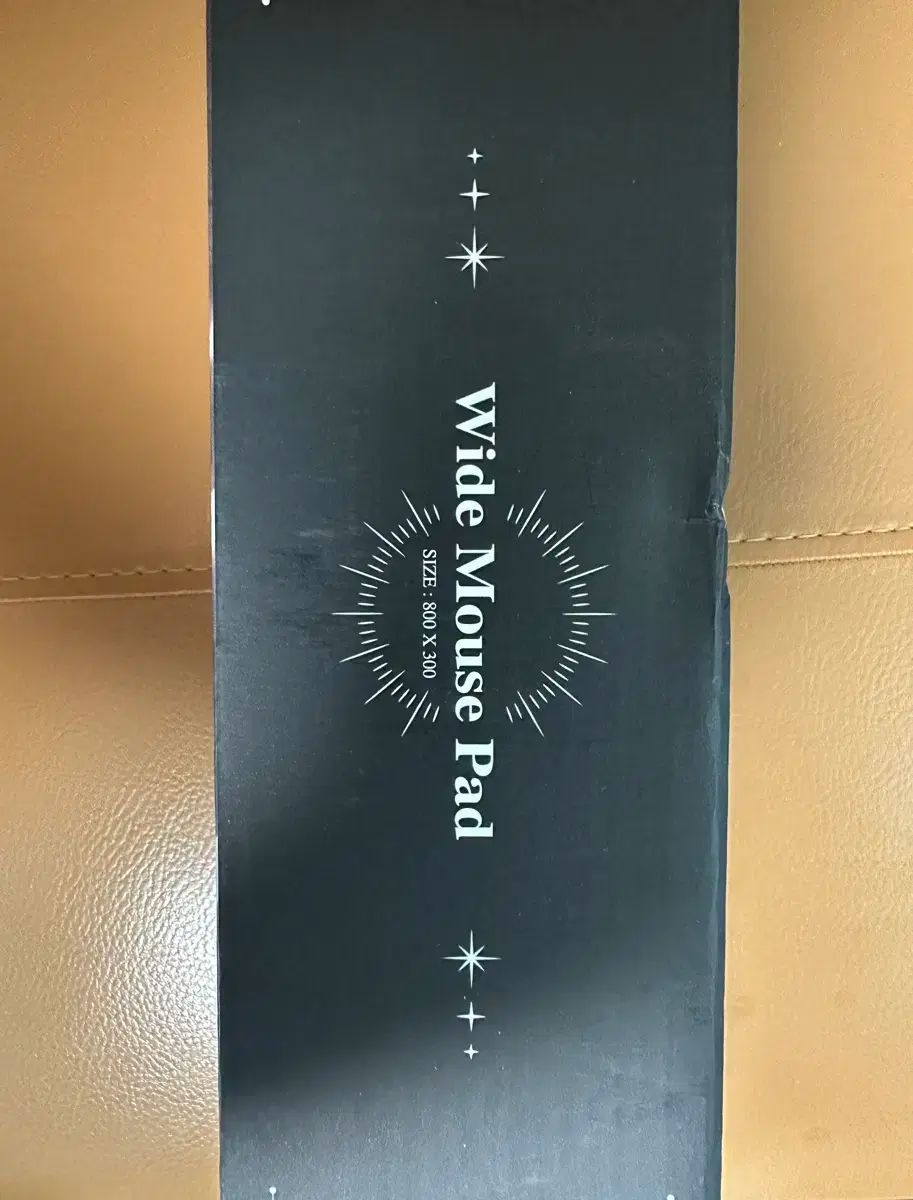 Wide Mouse Pad
SIZE : 800 X 300